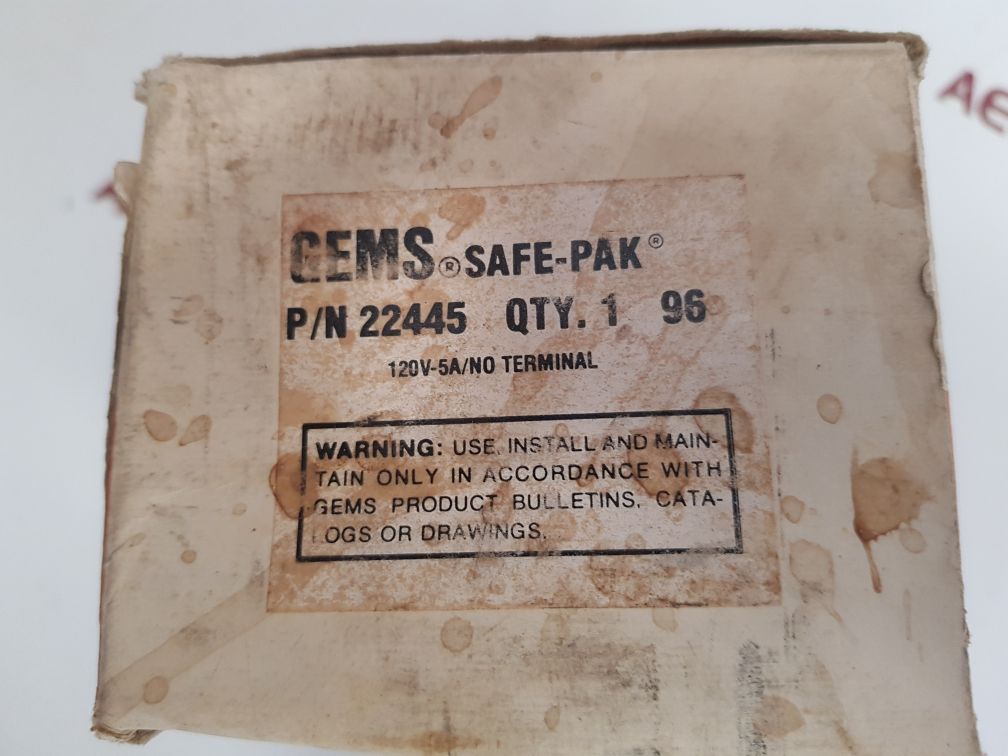 GEMS® SAFE-PAK®
P/N 22445 QTY. 1 96
120V-5A/NO TERMINAL
WARNING: USE, INSTALL AND MAIN-
TAIN ONLY IN ACCORDANCE WITH
GEMS PRODUCT BULLETINS, CATA-
LOGS OR DRAWINGS.
AE